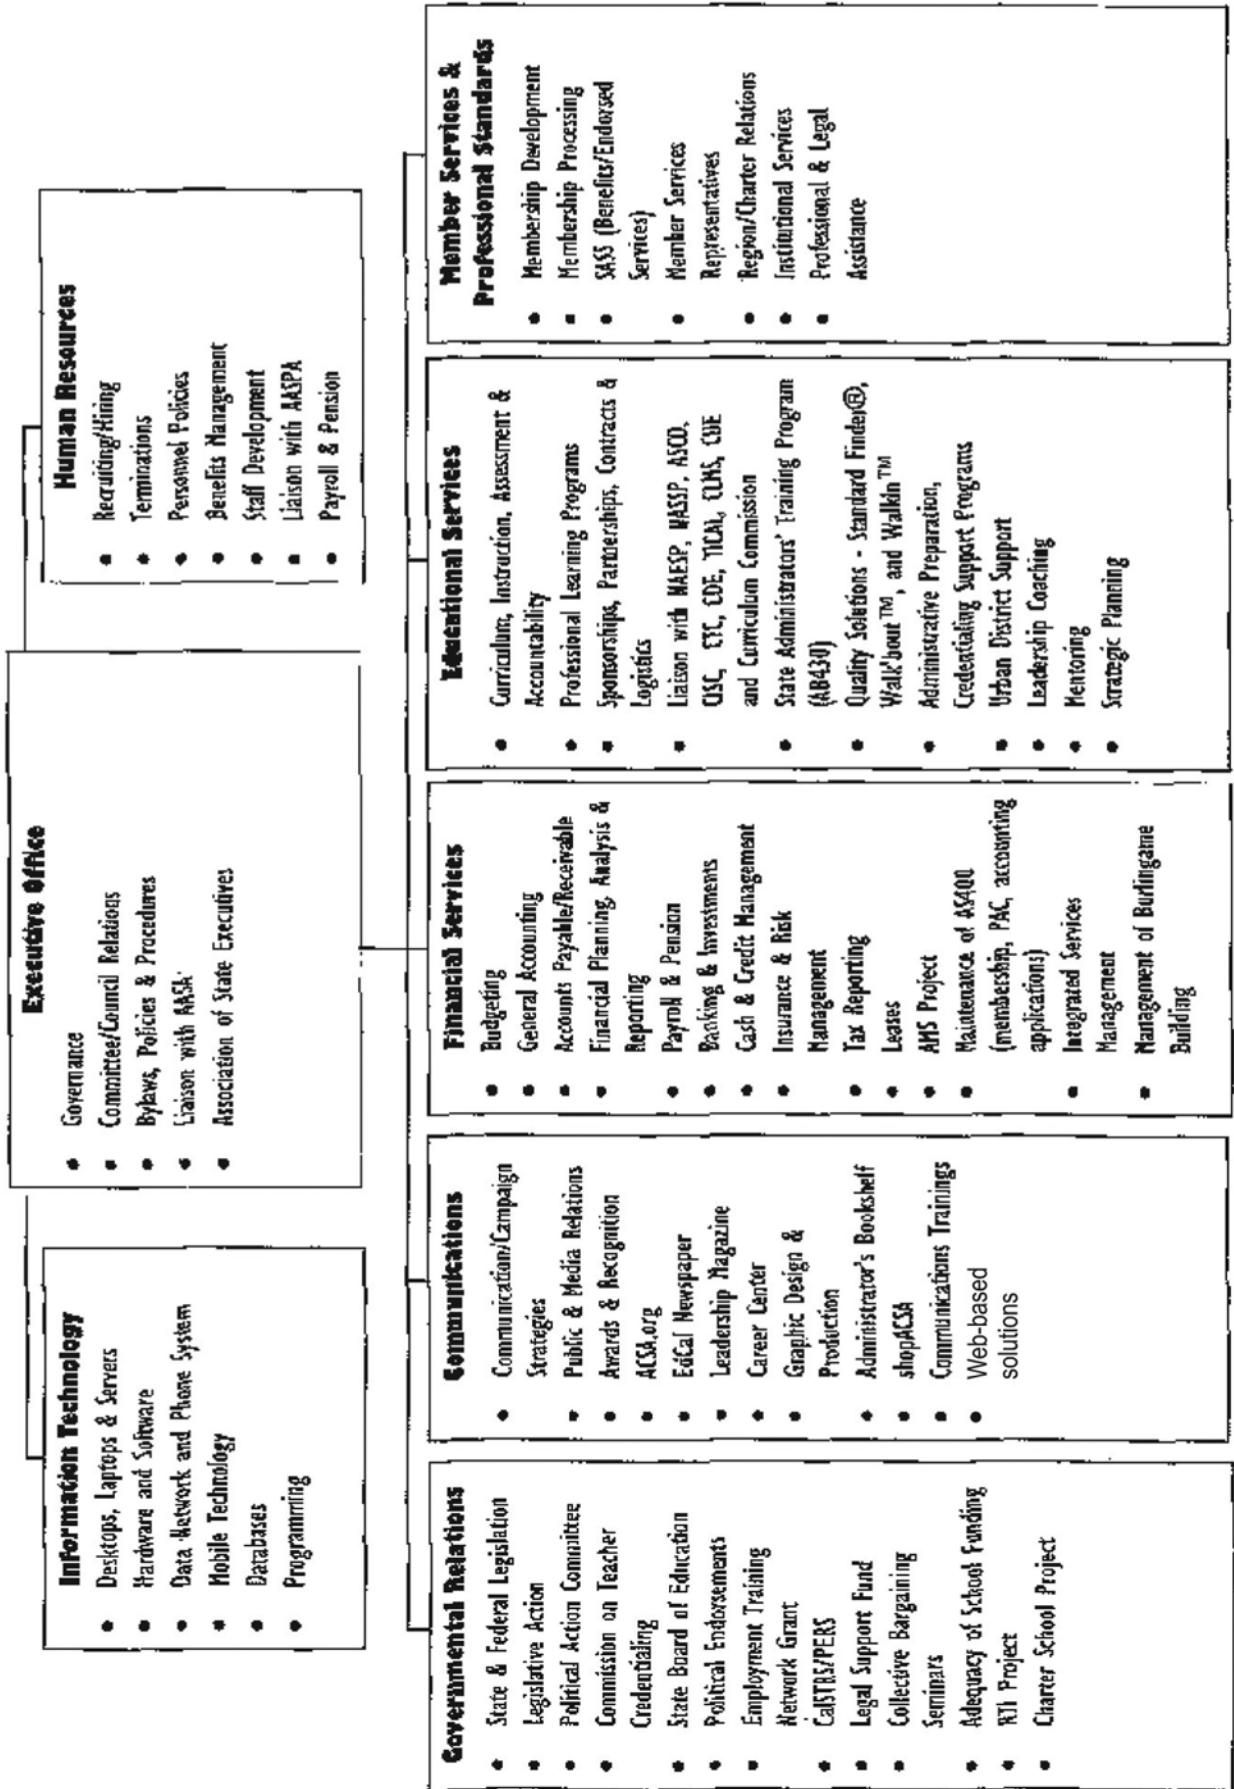 Executive Office
Governance
Committee/Council Relations
Bylaws, Policies & Procedures
Liaison with AASA
Association of State Executives
Information Technology
Desktops, Laptops & Servers
Hardware and Software
Data Network and Phone System
Mobile Technology
Databases
Programming
Human Resources
Recruiting/Hiring
Terminations
Personnel Policies
Benefits Management
Staff Development
Liaison with AASPA
Payroll & Pension
Governmental Relations
State & Federal Legislation
Legislative Action
Political Action Committee
Commission on Teacher
Credentialing
State Board of Education
Political Endorsements
Employment Training
Network Grant
CalSTRS/PERS
Legal Support Fund
Collective Bargaining
Seminars
Adequacy of School Funding
RTI Project
Charter School Project
Communications
Communication/Campaign
Strategies
Public & Media Relations
Awards & Recognition
ACSA.org
EdCal Newspaper
Leadership Magazine
Career Center
Graphic Design &
Production
Administrator's Bookshelf
shopACSA
Communications Trainings
Web-based
solutions
Financial Services
Budgeting
General Accounting
Accounts Payable/Receivable
Financial Planning, Analysis &
Reporting
Payroll & Pension
Banking & Investments
Cash & Credit Management
Insurance & Risk
Management
Tax Reporting
Leases
AMS Project
Maintenance of AS400
(membership, PAC, accounting
applications)
Integrated Services
Management
Management of Burlingame
Building
Educational Services
Curriculum, Instruction, Assessment &
Accountability
Professional Learning Programs
Sponsorships, Partnerships, Contracts &
Logistics
Liaison with NAESP, NASSP, ASCD,
CISC, CTC, CDE, TICAL, CLMS, CDE
and Curriculum Commission
State Administrators' Training Program
(AB430)
Quality Solutions - Standard Finder®,
Walk'bout™, and WalkIn™
Administrative Preparation,
Credentialing Support Programs
Urban District Support
Leadership Coaching
Mentoring
Strategic Planning
Member Services &
Professional Standards
Membership Development
Membership Processing
SASS (Benefits/Endorsed
Services)
Member Services
Representatives
Region/Charter Relations
Institutional Services
Professional & Legal
Assistance